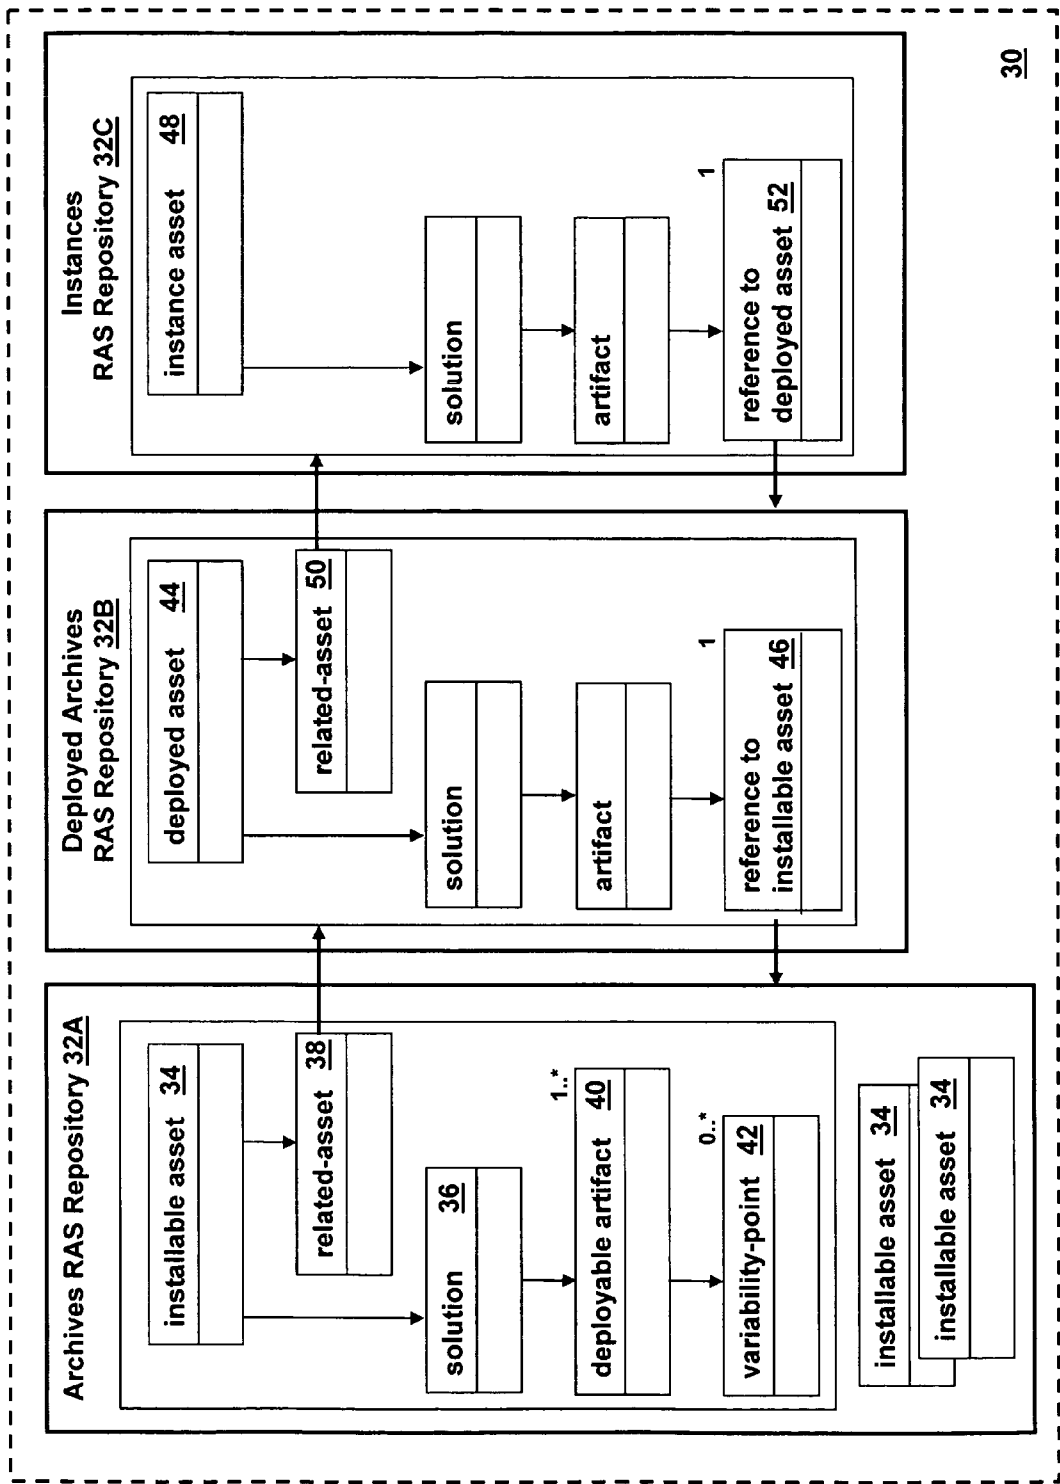 Archives RAS Repository 32A
installable asset 34
related-asset 38
solution 36
1..*
deployable artifact 40
0..*
variability-point 42
installable asset 34
installable asset 34
Deployed Archives
RAS Repository 32B
deployed asset 44
related-asset 50
solution
artifact
1
reference to
installable asset 46
Instances
RAS Repository 32C
instance asset 48
solution
artifact
1
reference to
deployed asset 52
30